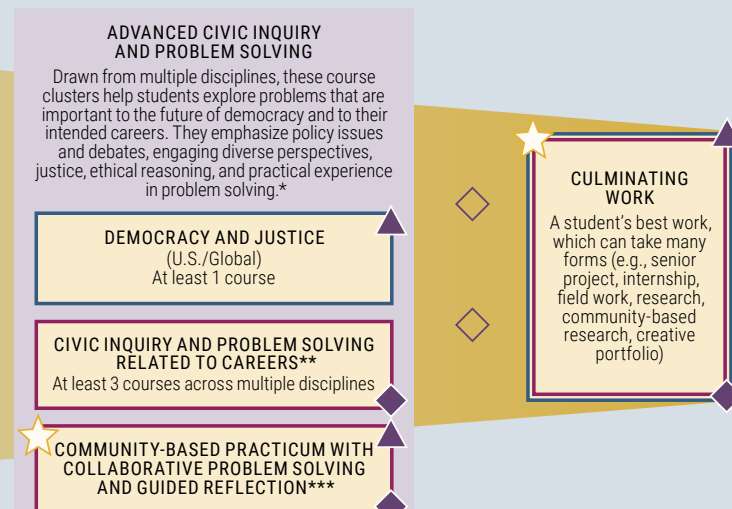 ADVANCED CIVIC INQUIRY
AND PROBLEM SOLVING
Drawn from multiple disciplines, these course
clusters help students explore problems that are
important to the future of democracy and to their
intended careers. They emphasize policy issues
and debates, engaging diverse perspectives,
justice, ethical reasoning, and practical experience
in problem solving.*
DEMOCRACY AND JUSTICE
(U.S./Global)
At least 1 course
CIVIC INQUIRY AND PROBLEM SOLVING
RELATED TO CAREERS**
At least 3 courses across multiple disciplines
COMMUNITY-BASED PRACTICUM WITH
COLLABORATIVE PROBLEM SOLVING
AND GUIDED REFLECTION***
CULMINATING
WORK
A student's best work,
which can take many
forms (e.g., senior
project, internship,
field work, research,
community-based
research, creative
portfolio)